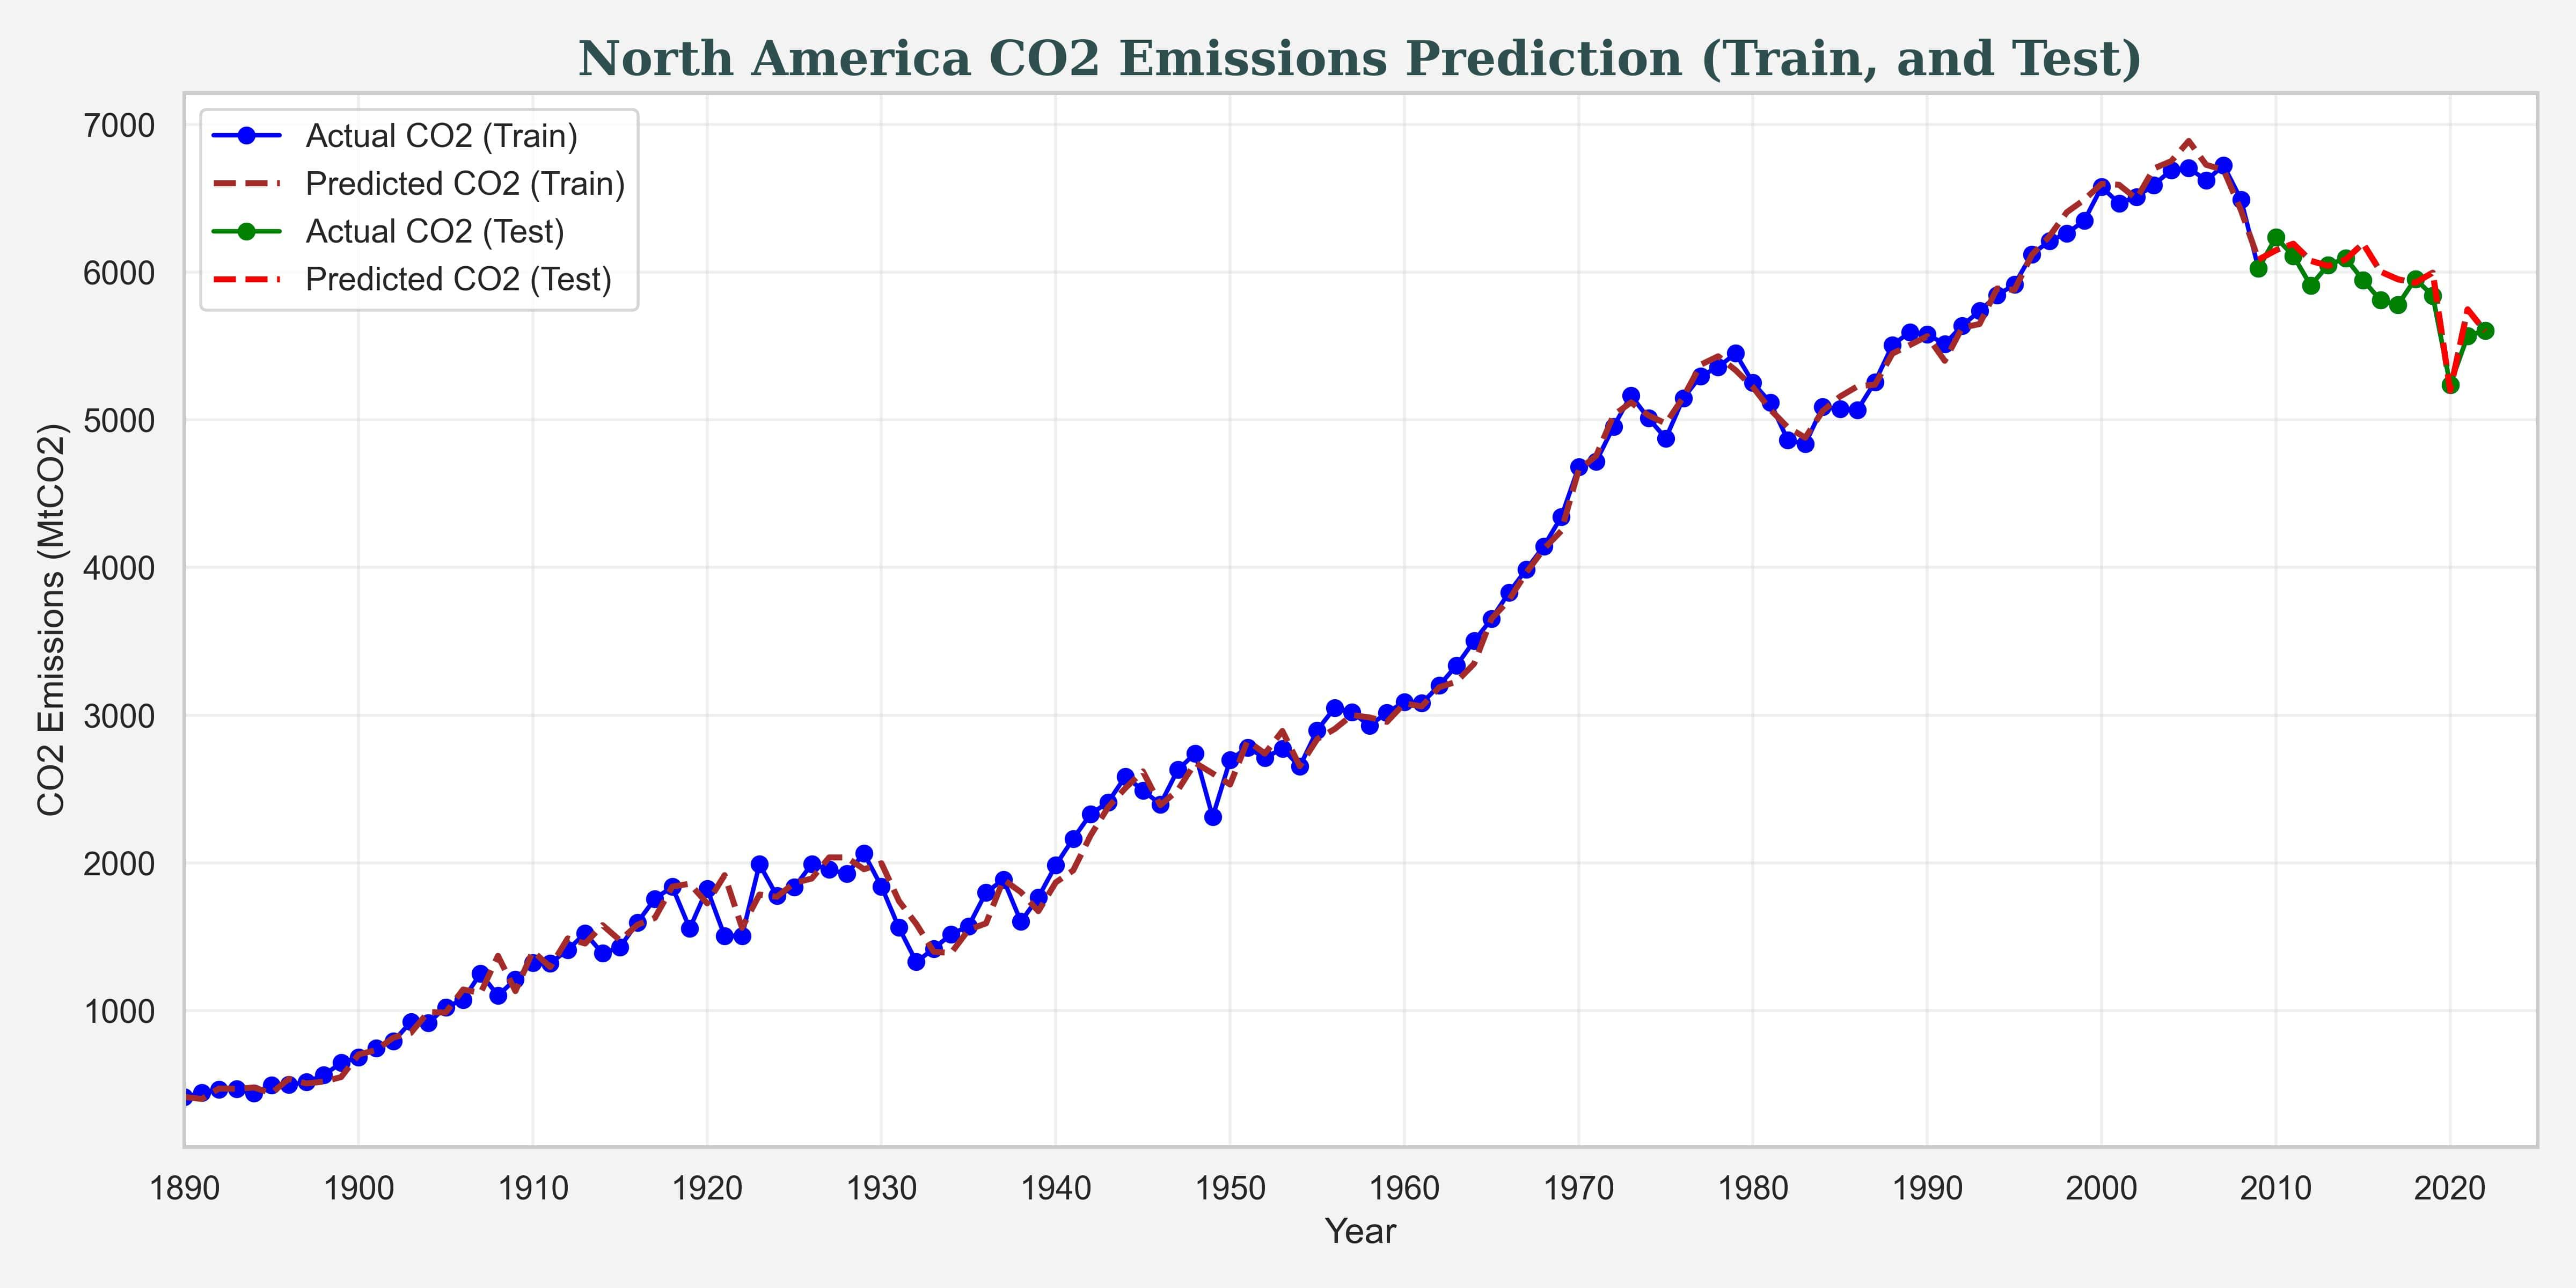 North America CO2 Emissions Prediction (Train, and Test)
Actual CO2 (Train)
Predicted CO2 (Train)
Actual CO2 (Test)
Predicted CO2 (Test)
CO2 Emissions (MtCO2)
7000
6000
5000
4000
3000
2000
1000
1890 1900 1910 1920 1930 1940 1950 1960 1970 1980 1990 2000 2010 2020
Year